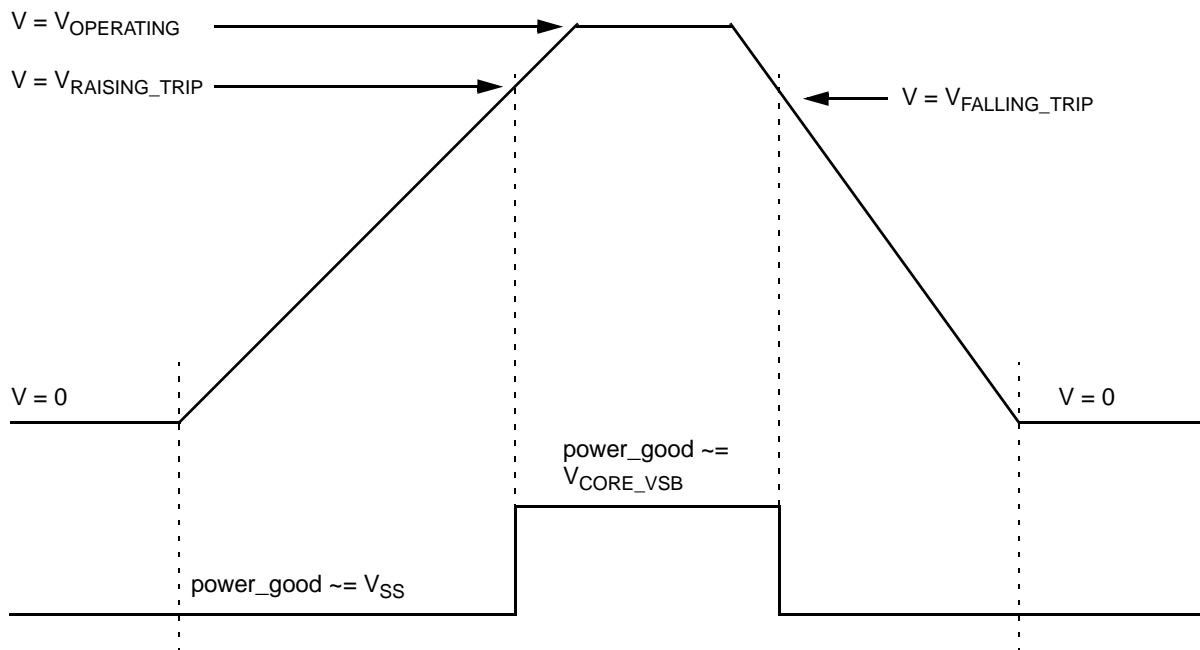 V = VOPERATING
V = VRAISING_TRIP
V = VFALLING_TRIP
V = 0
V = 0
power_good ~=
VCORE_VSB
power_good ~= VSS